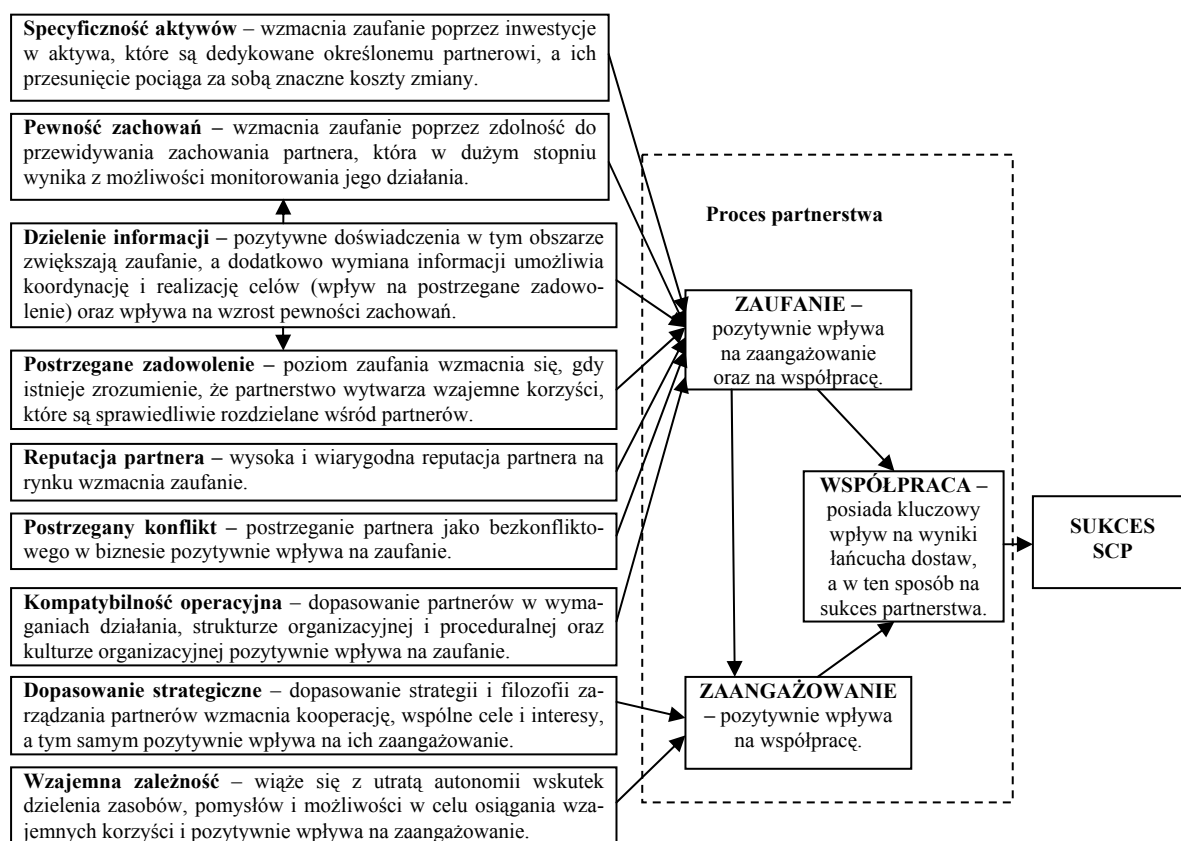 Specyficzność aktywów – wzmacnia zaufanie poprzez inwestycje
w aktywa, które są dedykowane określonemu partnerowi, a ich
przesunięcie pociąga za sobą znaczne koszty zmiany.
Pewność zachowań – wzmacnia zaufanie poprzez zdolność do
przewidywania zachowania partnera, która w dużym stopniu
wynika z możliwości monitorowania jego działania.
Dzielenie informacji – pozytywne doświadczenia w tym obszarze
zwiększają zaufanie, a dodatkowo wymiana informacji umożliwia
koordynację i realizację celów (wpływ na postrzegane zadowo-
lenie) oraz wpływa na wzrost pewności zachowań.
Postrzegane zadowolenie – poziom zaufania wzmacnia się, gdy
istnieje zrozumienie, że partnerstwo wytwarza wzajemne korzyści,
które są sprawiedliwie rozdzielane wśród partnerów.
Reputacja partnera – wysoka i wiarygodna reputacja partnera na
rynku wzmacnia zaufanie.
Postrzegany konflikt – postrzeganie partnera jako bezkonflikto-
wego w biznesie pozytywnie wpływa na zaufanie.
Kompatybilność operacyjna – dopasowanie partnerów w wyma-
ganiach działania, strukturze organizacyjnej i proceduralnej oraz
kulturze organizacyjnej pozytywnie wpływa na zaufanie.
Dopasowanie strategiczne – dopasowanie strategii i filozofii za-
rządzania partnerów wzmacnia kooperację, wspólne cele i interesy,
a tym samym pozytywnie wpływa na ich zaangażowanie.
Wzajemna zależność – wiąże się z utratą autonomii wskutek
dzielenia zasobów, pomysłów i możliwości w celu osiągania wza-
jemnych korzyści i pozytywnie wpływa na zaangażowanie.
Proces partnerstwa
ZAUFANIE –
pozytywnie wpływa
na zaangażowanie
oraz na współpracę.
WSPÓŁPRACA –
posiada kluczowy
wpływ na wyniki
łańcucha dostaw,
a w ten sposób na
sukces partnerstwa.
ZAANGAŻOWANIE
– pozytywnie wpływa
na współpracę.
SUKCES
SCP